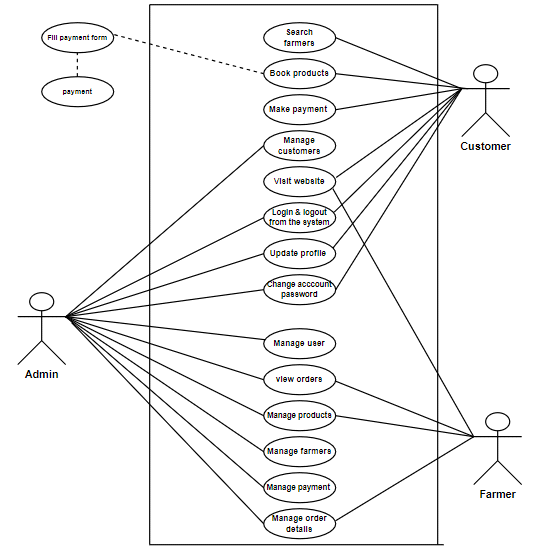 Search
farmers
Fill payment form
Book products
payment
Make payment
Manage
customers
Customer
Visit website
Login & logout
from the system
Update profile
Change acccount
password
Manage user
Admin
view orders
Manage products
Manage farmers
Manage payment
Farmer
Manage order
details